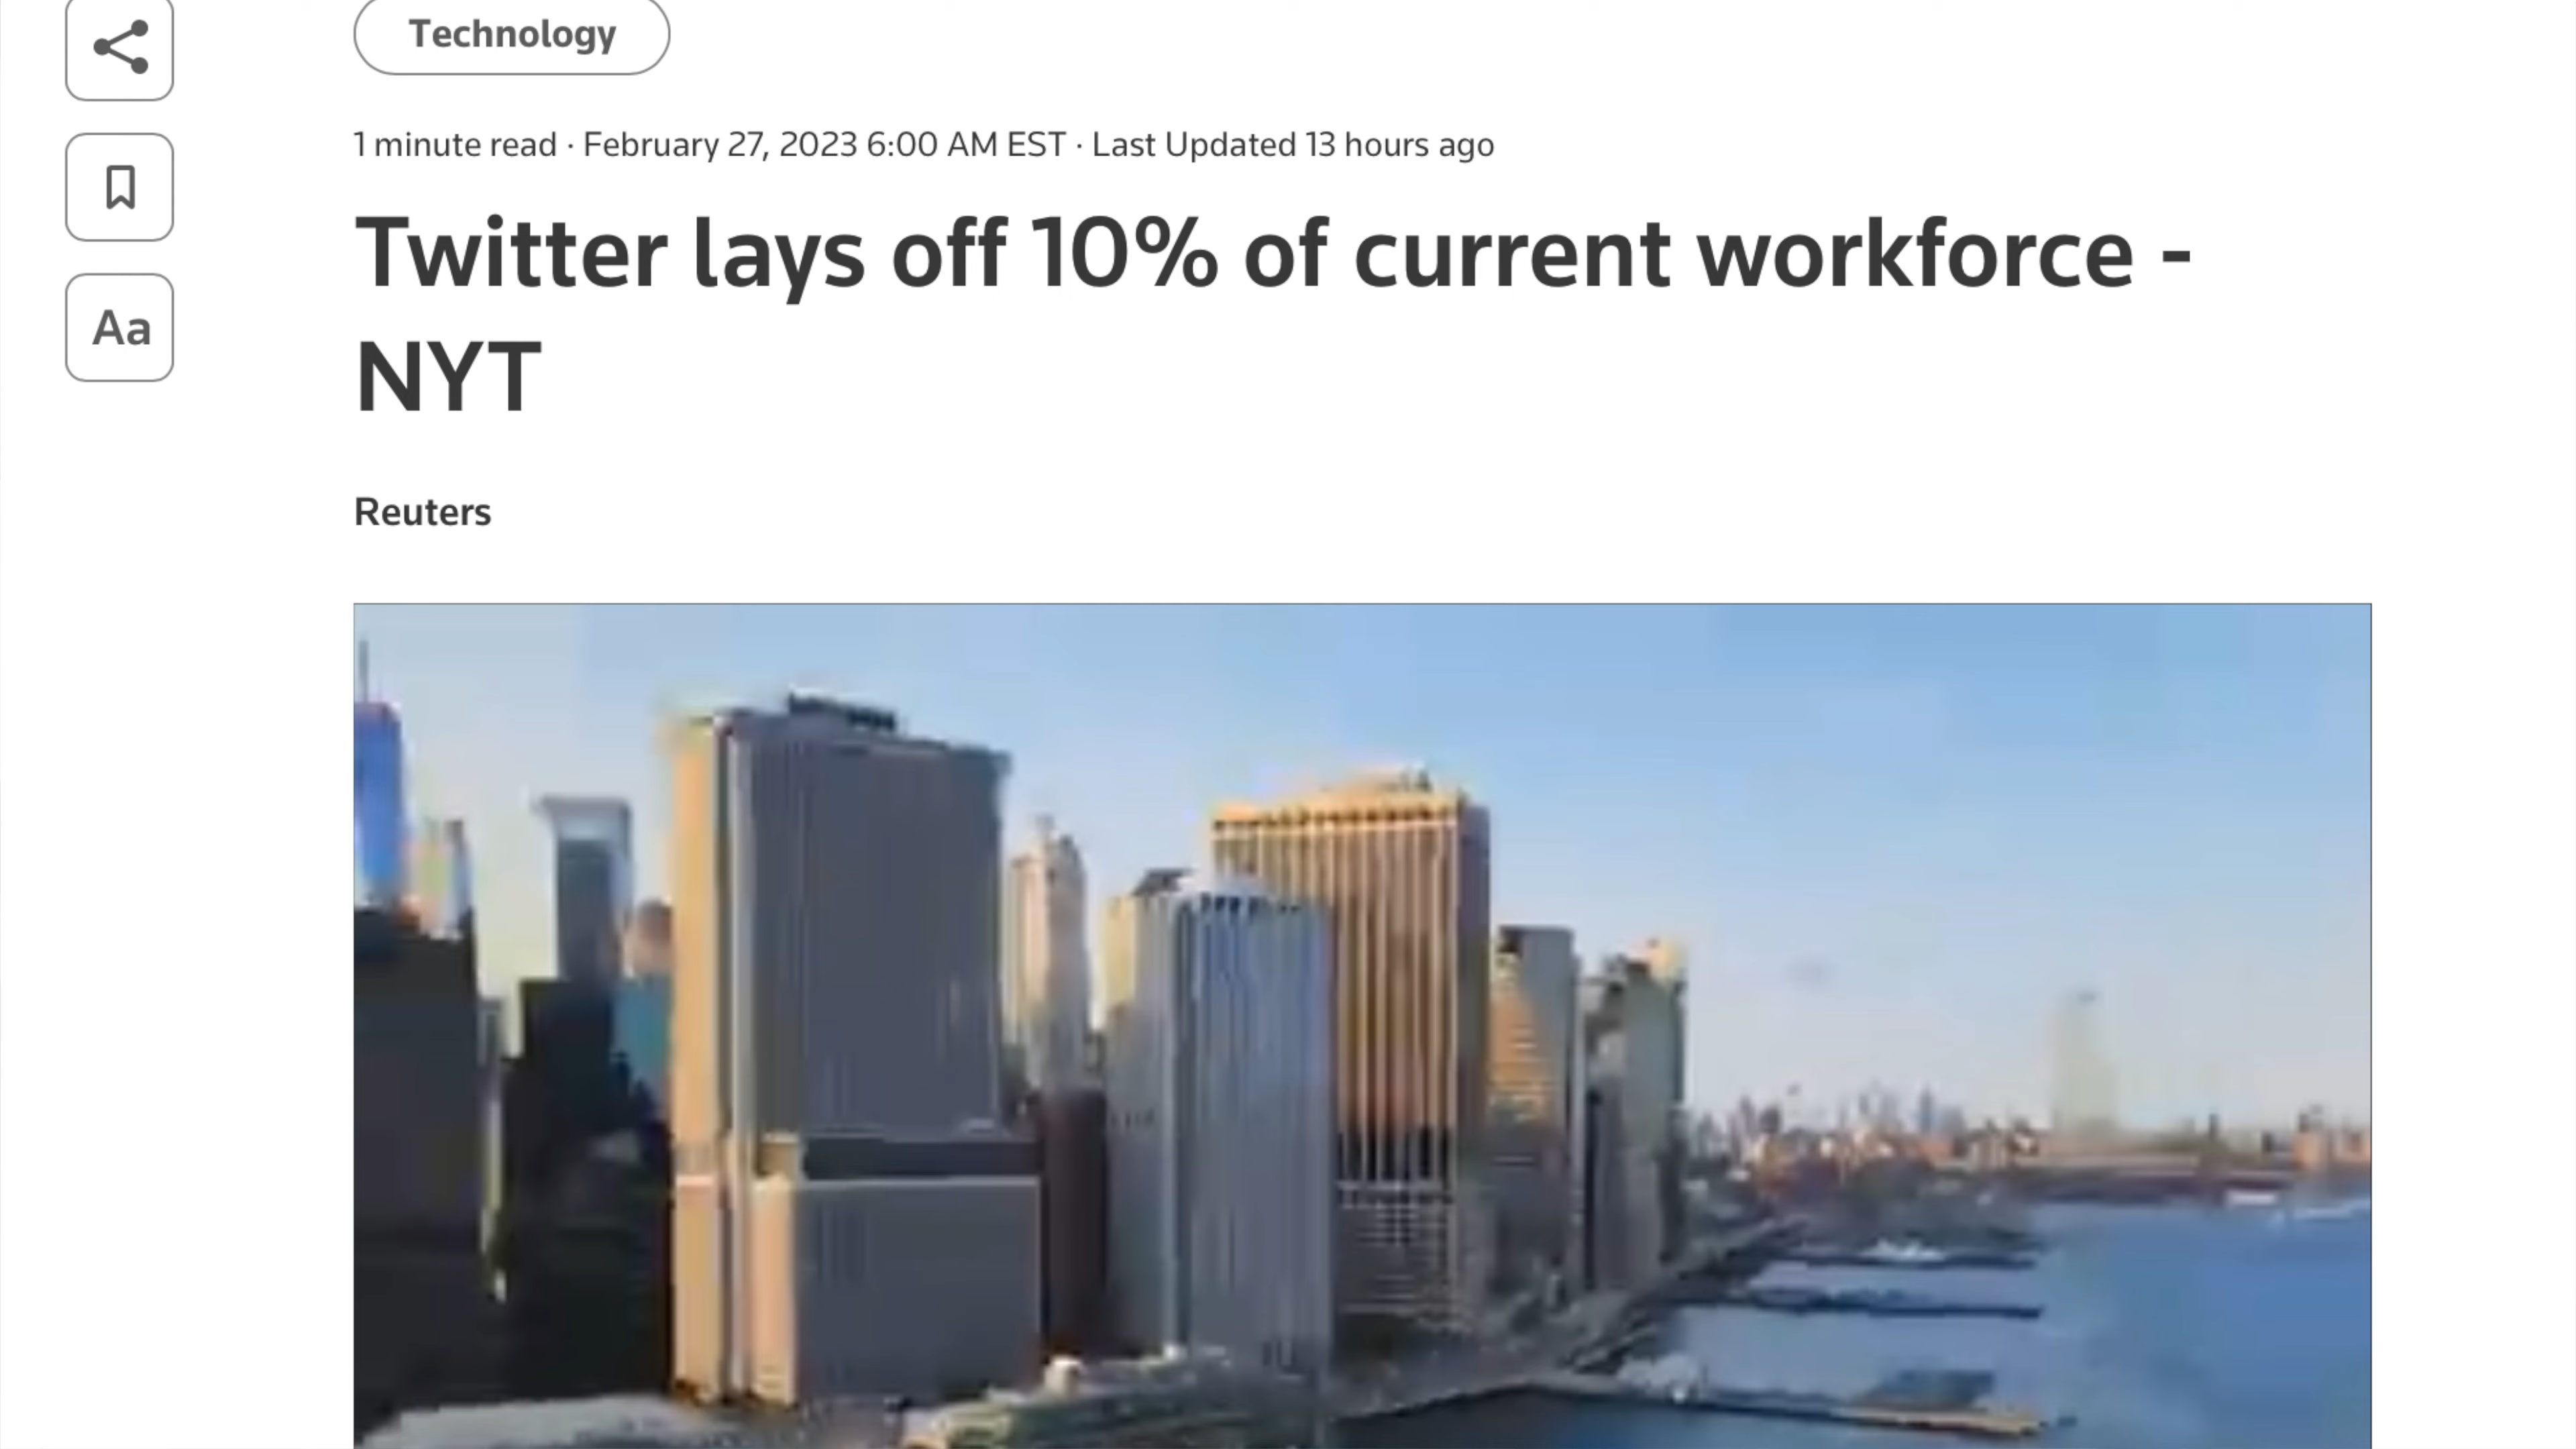 Technology
1 minute read · February 27, 2023 6:00 AM EST · Last Updated 13 hours ago
Twitter lays off 10% of current workforce -
NYT
Reuters
Aa